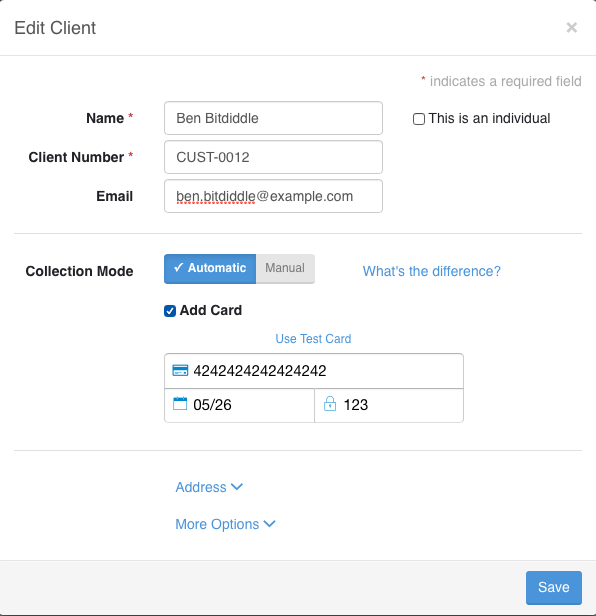 Edit Client ×
* indicates a required field
Name * Ben Bitdiddle This is an individual
Client Number * CUST-0012
Email ben.bitdiddle@example.com
Collection Mode ✓ Automatic Manual What's the difference?
Add Card
Use Test Card
4242424242424242
05/26 123
Address
More Options
Save